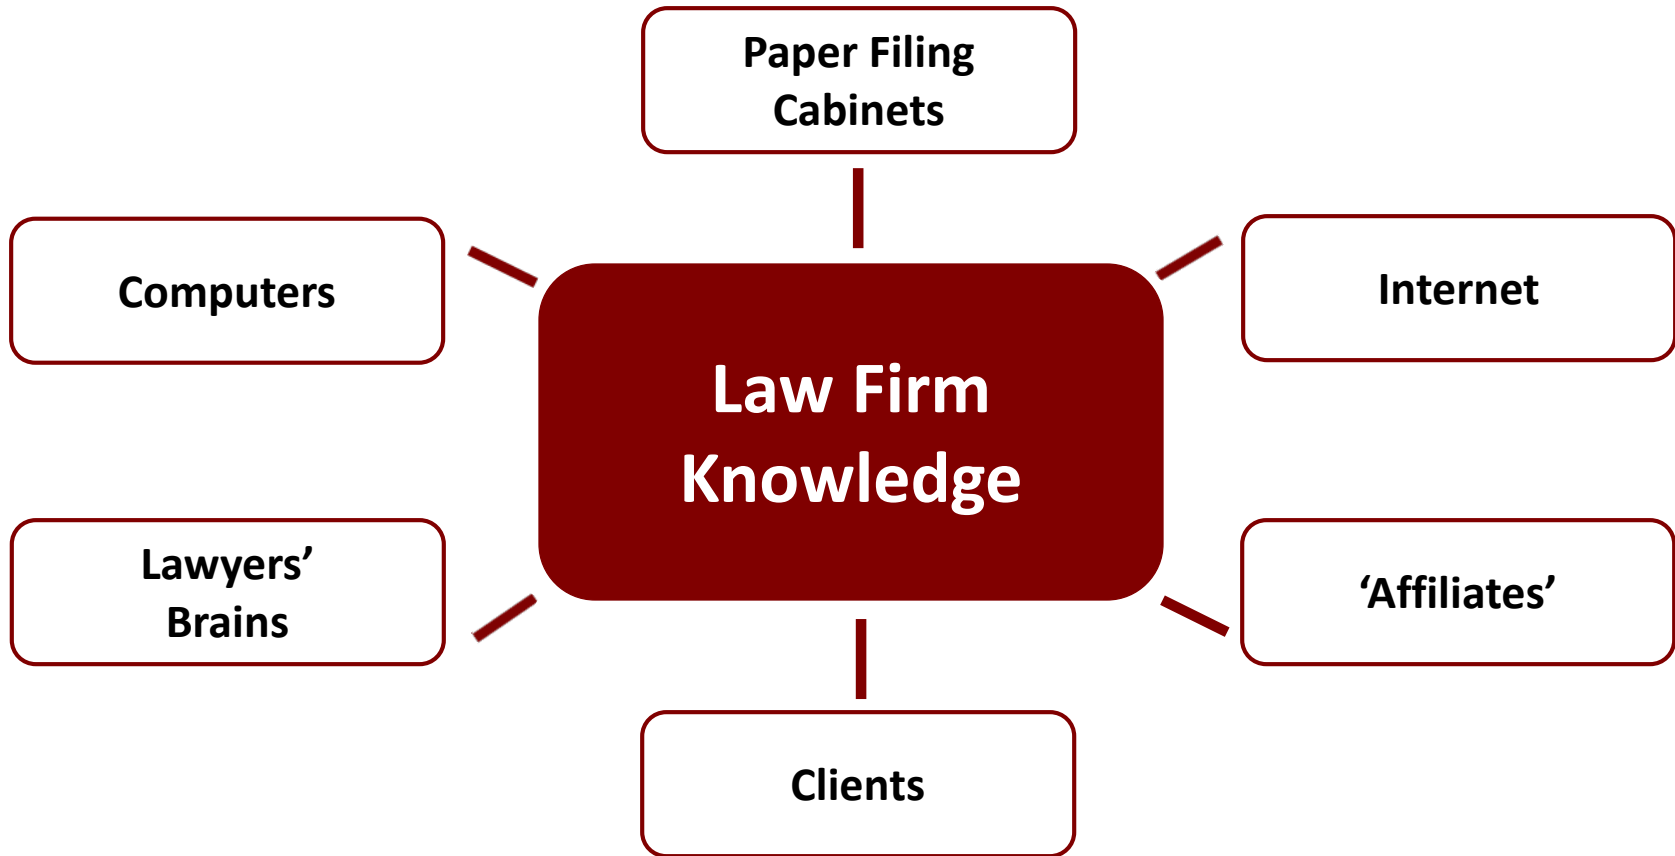 Paper Filing
Cabinets
Computers
Internet
Law Firm
Knowledge
Lawyers’
Brains
‘Affiliates’
Clients